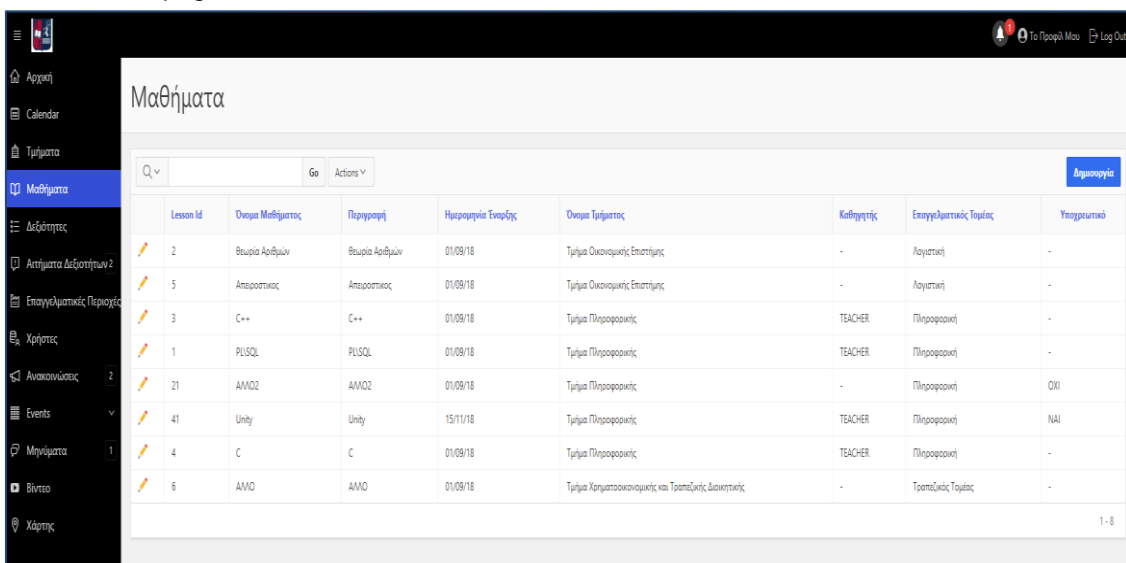 1 Το Προφίλ Μου Log Out
Αρχική
Calendar
Τμήματα
Μαθήματα
Δεξιότητες
Αιτήματα Δεξιοτήτων 2
Επαγγελματικές Περιοχές
Χρήστες
Ανακοινώσεις 2
Events
Μηνύματα 1
Βίντεο
Χάρτης
Μαθήματα
Go Actions Δημιουργία
Lesson Id Όνομα Μαθήματος Περιγραφή Ημερομηνία Έναρξης Όνομα Τμήματος Καθηγητής Επαγγελματικός Τομέας Υποχρεωτικό
2 Θεωρία Αριθμών Θεωρία Αριθμών 01/09/18 Τμήμα Οικονομικής Επιστήμης - Λογιστική -
5 Απειροστικος Απειροστικος 01/09/18 Τμήμα Οικονομικής Επιστήμης - Λογιστική -
3 C++ C++ 01/09/18 Τμήμα Πληροφορικής TEACHER Πληροφορική -
1 PL\SQL PL\SQL 01/09/18 Τμήμα Πληροφορικής TEACHER Πληροφορική -
21 ΑΛΛΟ2 ΑΛΛΟ2 01/09/18 Τμήμα Πληροφορικής - Πληροφορική ΟΧΙ
41 Unity Unity 15/11/18 Τμήμα Πληροφορικής TEACHER Πληροφορική ΝΑΙ
4 C C 01/09/18 Τμήμα Πληροφορικής TEACHER Πληροφορική -
6 ΑΛΛΟ ΑΛΛΟ 01/09/18 Τμήμα Χρηματοοικονομικής και Τραπεζικής Διοικητικής - Τραπεζικός Τομέας -
1 - 8